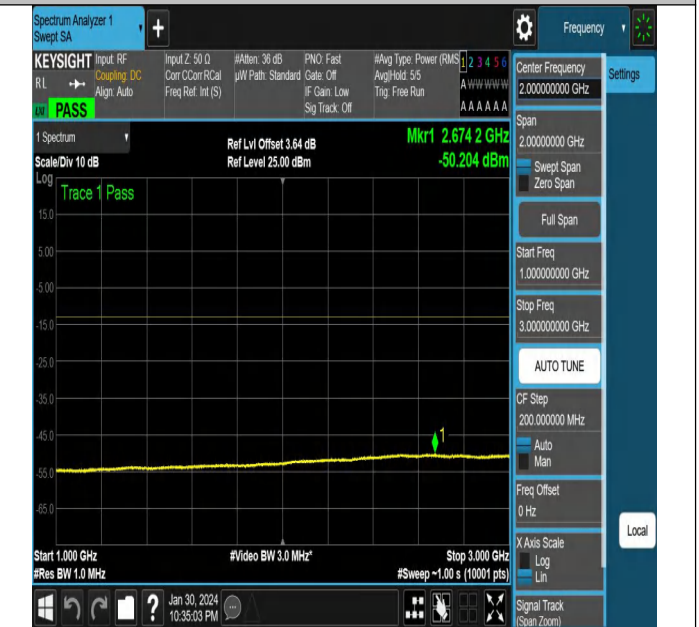 Spectrum Analyzer 1
Swept SA
+
Frequency
KEYSIGHT
RL
LXI
PASS
Input: RF
Coupling: DC
Align: Auto
Input Z: 50 Ω
Corr CCorr RCal
Freq Ref: Int (S)
#Atten: 36 dB
µW Path: Standard
PNO: Fast
Gate: Off
IF Gain: Low
Sig Track: Off
#Avg Type: Power (RMS
Avg|Hold: 5/5
Trig: Free Run
1 2 3 4 5 6
A W W W W W
A A A A A A
1 Spectrum
Scale/Div 10 dB
Ref Lvl Offset 3.64 dB
Ref Level 25.00 dBm
Mkr1 2.674 2 GHz
-50.204 dBm
Log
Trace 1 Pass
15.0
5.00
-5.00
-15.0
-25.0
-35.0
-45.0
-55.0
-65.0
1
Start 1.000 GHz
#Res BW 1.0 MHz
#Video BW 3.0 MHz*
Stop 3.000 GHz
#Sweep ~1.00 s (10001 pts)
?
Jan 30, 2024
10:35:03 PM
Center Frequency
2.000000000 GHz
Span
2.00000000 GHz
Swept Span
Zero Span
Full Span
Start Freq
1.000000000 GHz
Stop Freq
3.000000000 GHz
AUTO TUNE
CF Step
200.000000 MHz
Auto
Man
Freq Offset
0 Hz
X Axis Scale
Log
Lin
Signal Track
(Span Zoom)
Settings
Local